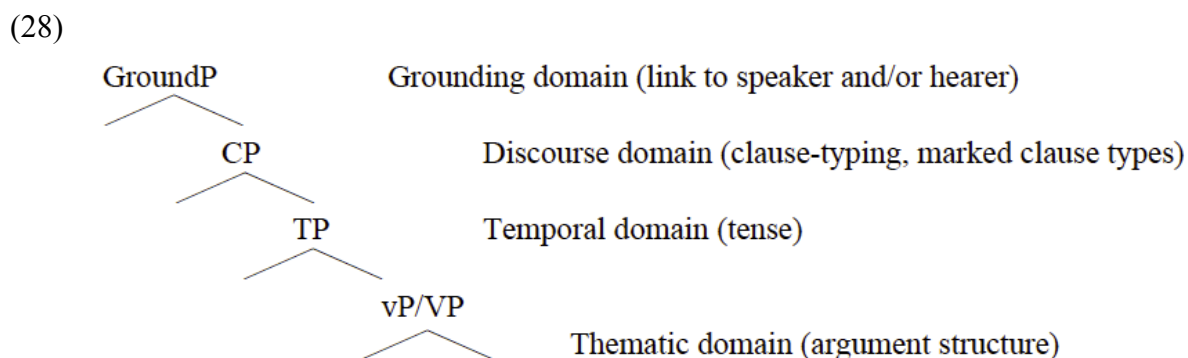 (28)
GroundP Grounding domain (link to speaker and/or hearer)
CP Discourse domain (clause-typing, marked clause types)
TP Temporal domain (tense)
vP/VP
Thematic domain (argument structure)